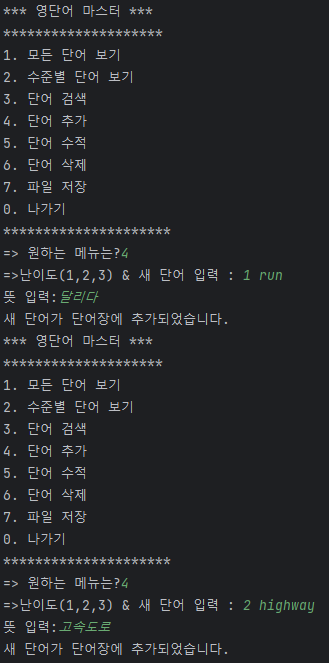 *** 영단어 마스터 ***
********************
1. 모든 단어 보기
2. 수준별 단어 보기
3. 단어 검색
4. 단어 추가
5. 단어 수적
6. 단어 삭제
7. 파일 저장
0. 나가기
*********************
=> 원하는 메뉴는?4
=>난이도(1,2,3) & 새 단어 입력 : 1 run
뜻 입력:달리다
새 단어가 단어장에 추가되었습니다.
*** 영단어 마스터 ***
********************
1. 모든 단어 보기
2. 수준별 단어 보기
3. 단어 검색
4. 단어 추가
5. 단어 수적
6. 단어 삭제
7. 파일 저장
0. 나가기
*********************
=> 원하는 메뉴는?4
=>난이도(1,2,3) & 새 단어 입력 : 2 highway
뜻 입력:고속도로
새 단어가 단어장에 추가되었습니다.